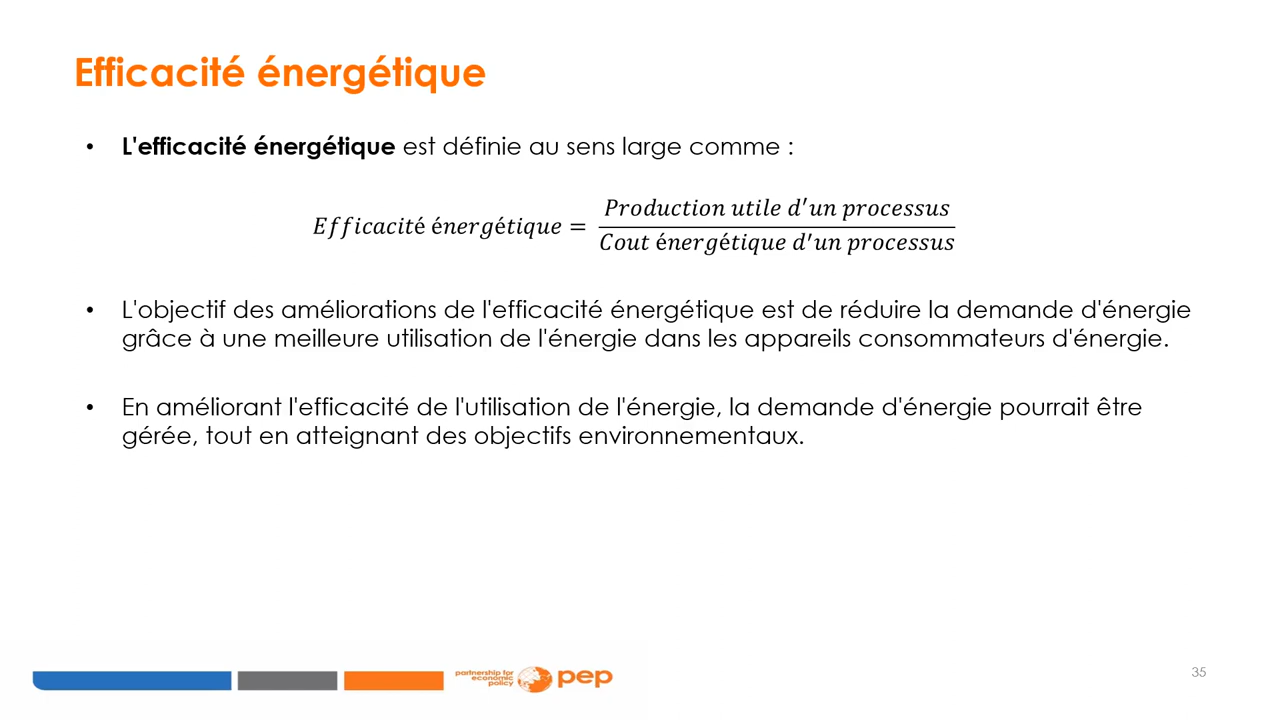 Efficacité énergétique
• L'efficacité énergétique est définie au sens large comme :
Efficacité énergétique = Production utile d'un processus / Cout énergétique d'un processus
• L'objectif des améliorations de l'efficacité énergétique est de réduire la demande d'énergie
grâce à une meilleure utilisation de l'énergie dans les appareils consommateurs d'énergie.
• En améliorant l'efficacité de l'utilisation de l'énergie, la demande d'énergie pourrait être
gérée, tout en atteignant des objectifs environnementaux.
partnership for
economic
policy
pep
35